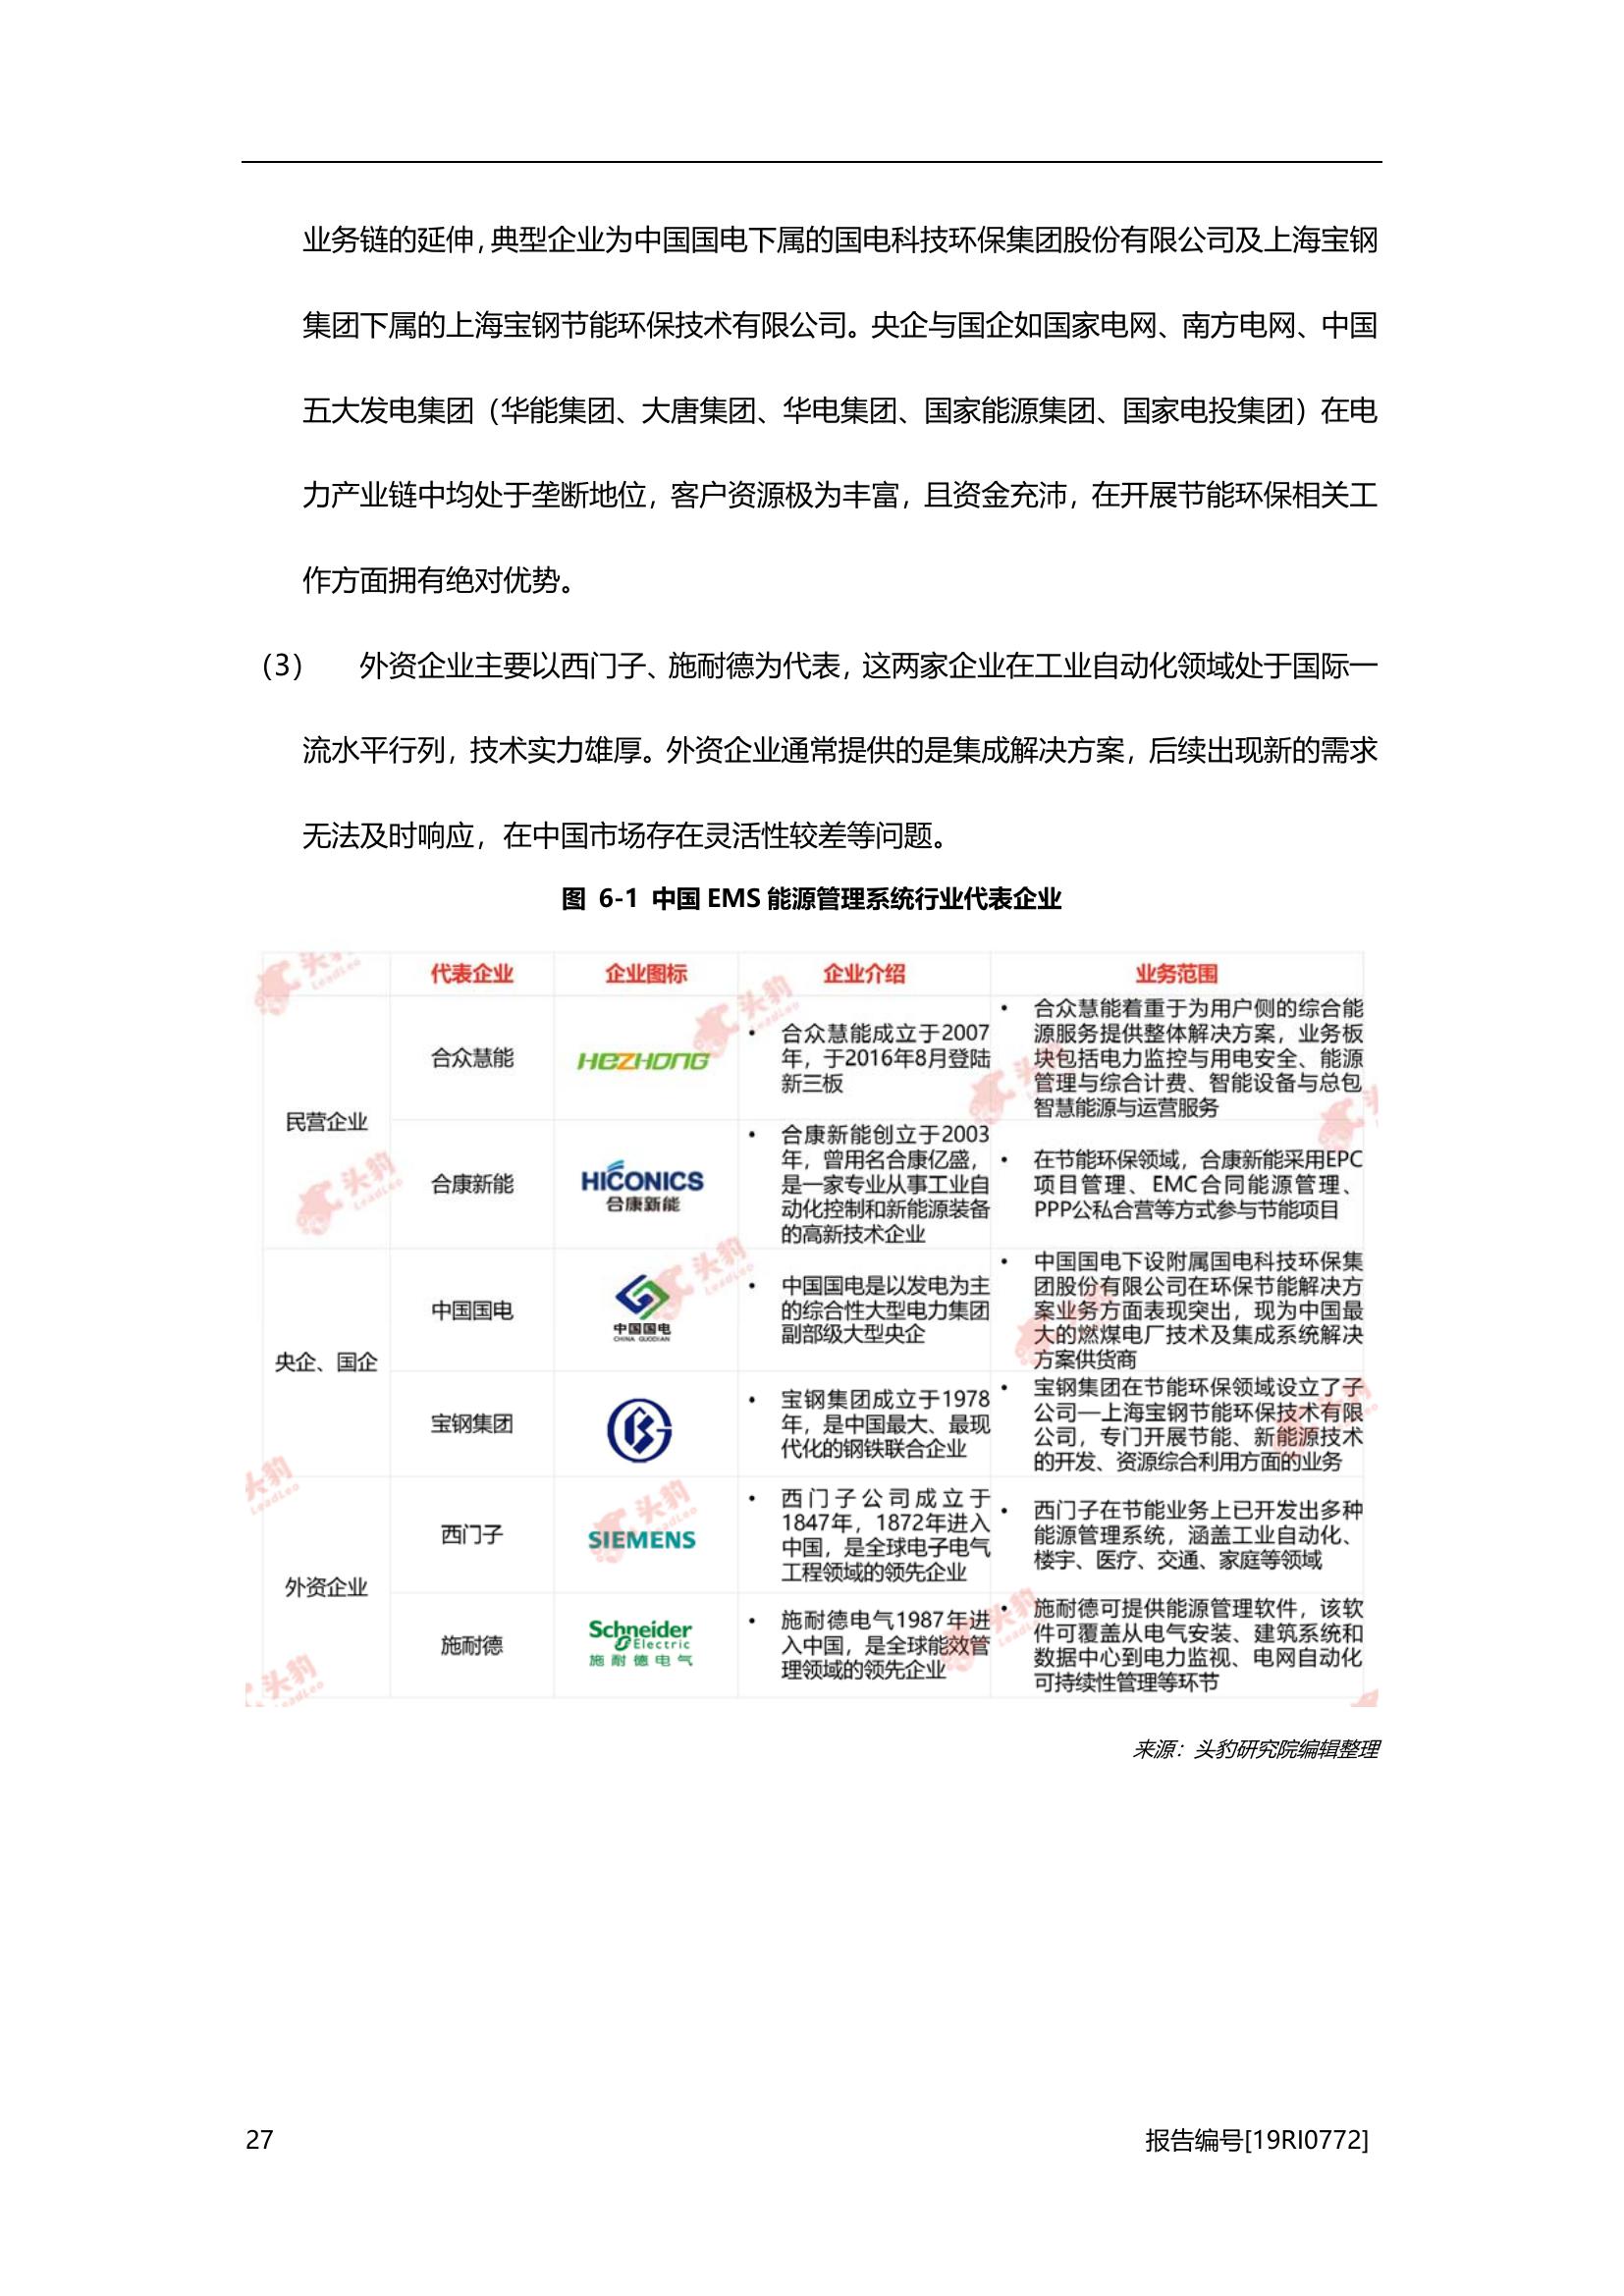 业务链的延伸,典型企业为中国国电下属的国电科技环保集团股份有限公司及上海宝钢
集团下属的上海宝钢节能环保技术有限公司。央企与国企如国家电网、南方电网、中国
五大发电集团（华能集团、大唐集团、华电集团、国家能源集团、国家电投集团）在电
力产业链中均处于垄断地位，客户资源极为丰富，且资金充沛，在开展节能环保相关工
作方面拥有绝对优势。
（3） 外资企业主要以西门子、施耐德为代表，这两家企业在工业自动化领域处于国际一
流水平行列，技术实力雄厚。外资企业通常提供的是集成解决方案，后续出现新的需求
无法及时响应，在中国市场存在灵活性较差等问题。
图 6-1 中国 EMS 能源管理系统行业代表企业
代表企业 企业图标 企业介绍 业务范围
民营企业
合众慧能
HEZHONG
• 合众慧能成立于2007
年，于2016年8月登陆
新三板
• 合众慧能着重于为用户侧的综合能
源服务提供整体解决方案，业务板
块包括电力监控与用电安全、能源
管理与综合计费、智能设备与总包
智慧能源与运营服务
合康新能
HICONICS
合康新能
• 合康新能创立于2003
年，曾用名合康亿盛，
是一家专业从事工业自
动化控制和新能源装备
的高新技术企业
• 在节能环保领域，合康新能采用EPC
项目管理、EMC合同能源管理、
PPP公私合营等方式参与节能项目
央企、国企
中国国电
中国国电
CHINA GUODIAN
• 中国国电是以发电为主
的综合性大型电力集团
副部级大型央企
• 中国国电下设附属国电科技环保集
团股份有限公司在环保节能解决方
案业务方面表现突出，现为中国最
大的燃煤电厂技术及集成系统解决
方案供货商
宝钢集团
• 宝钢集团成立于1978
年，是中国最大、最现
代化的钢铁联合企业
• 宝钢集团在节能环保领域设立了子
公司—上海宝钢节能环保技术有限
公司，专门开展节能、新能源技术
的开发、资源综合利用方面的业务
外资企业
西门子
SIEMENS
• 西门子公司成立于
1847年，1872年进入
中国，是全球电子电气
工程领域的领先企业
• 西门子在节能业务上已开发出多种
能源管理系统，涵盖工业自动化、
楼宇、医疗、交通、家庭等领域
施耐德
Schneider
Electric
施耐德电气
• 施耐德电气1987年进
入中国，是全球能效管
理领域的领先企业
• 施耐德可提供能源管理软件，该软
件可覆盖从电气安装、建筑系统和
数据中心到电力监视、电网自动化
可持续性管理等环节
头豹
LeadLeo
来源：头豹研究院编辑整理
27
报告编号[19RI0772]